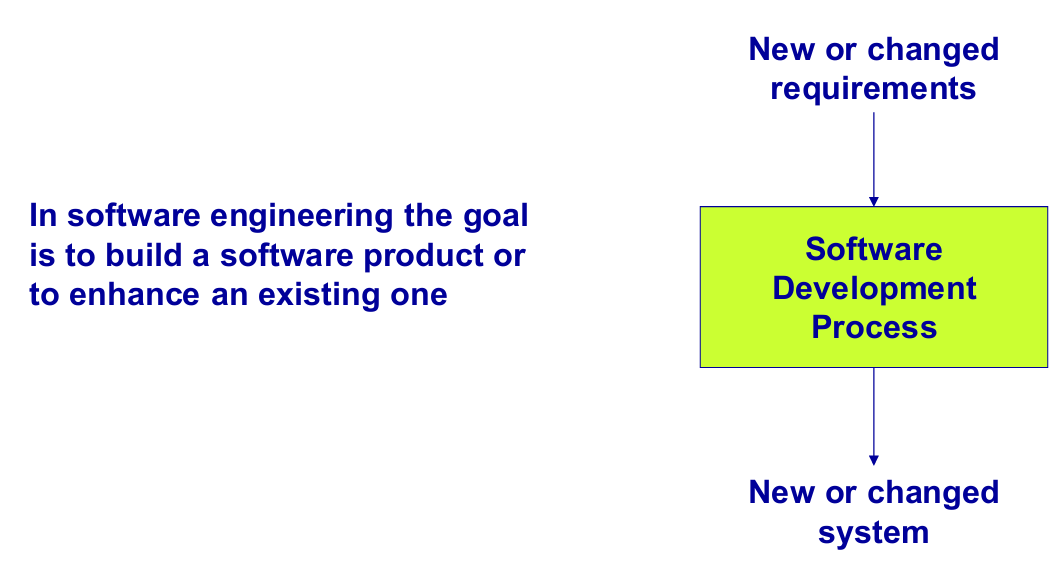 In software engineering the goal
is to build a software product or
to enhance an existing one
New or changed
requirements
Software
Development
Process
New or changed
system